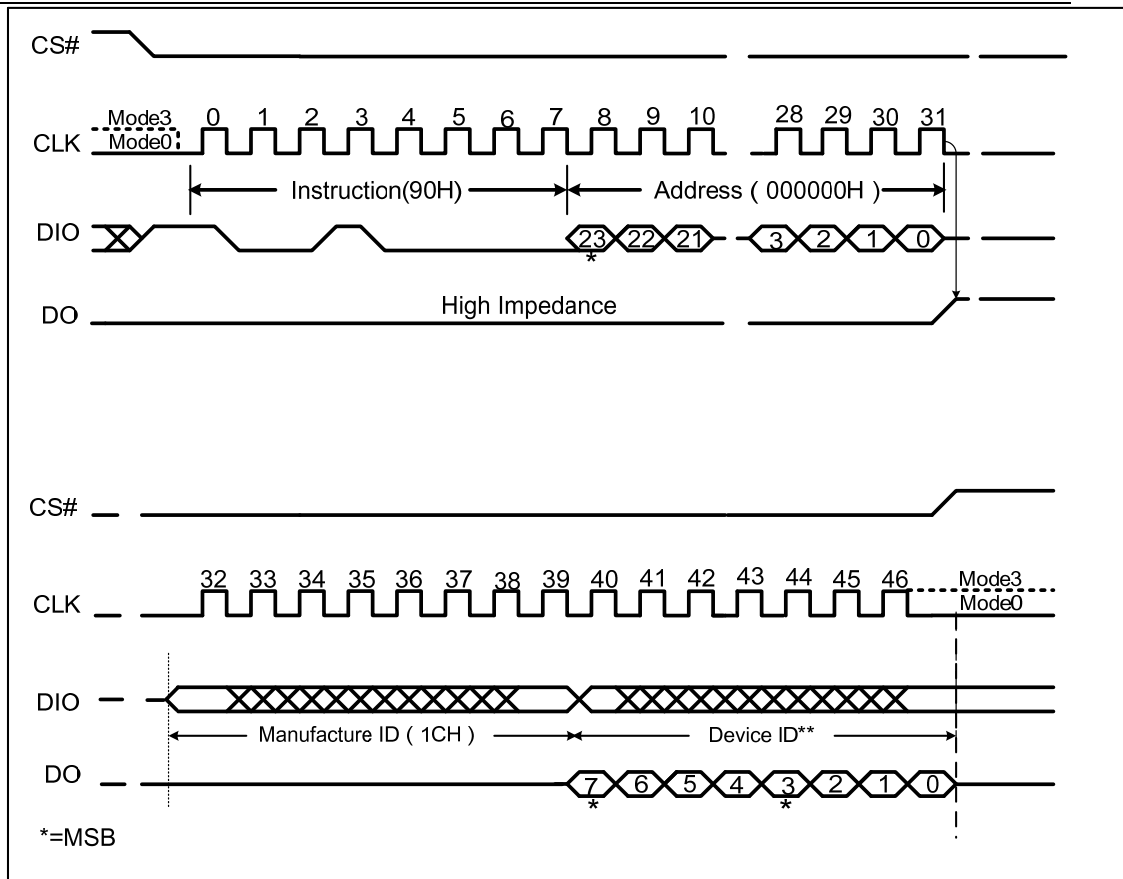 CS#
Mode3 0 1 2 3 4 5 6 7 8 9 10 28 29 30 31
CLK Mode0
Instruction(90H) Address ( 000000H )
DIO 23 22 21 3 2 1 0
*
High Impedance
DO
CS#
32 33 34 35 36 37 38 39 40 41 42 43 44 45 46 Mode3
CLK Mode0
DIO
Manufacture ID ( 1CH ) Device ID**
DO 7 6 5 4 3 2 1 0
* *
*=MSB